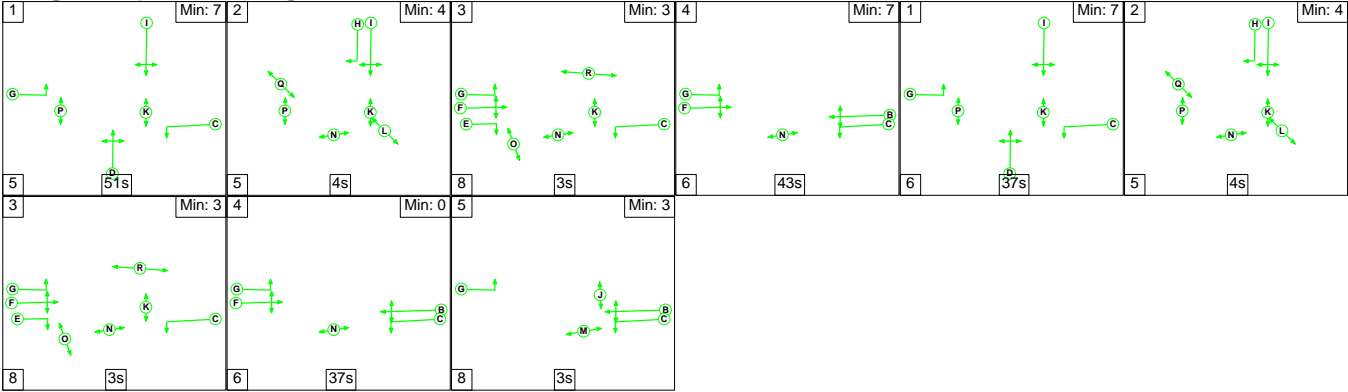 1 Min: 7
I
G
P K
C
D
5 51s
2 Min: 4
H I
Q
P K
N L
5 4s
3 Min: 3
R
G
F K
E N C
O
8 3s
4 Min: 7
G
F B
N C
6 43s
1 Min: 7
I
G
P K
C
D
6 37s
2 Min: 4
H I
Q
P K
N L
5 4s
3 Min: 3
R
G
F K
E N C
O
8 3s
4 Min: 0
G
F B
N C
6 37s
5 Min: 3
G J
B
M C
8 3s